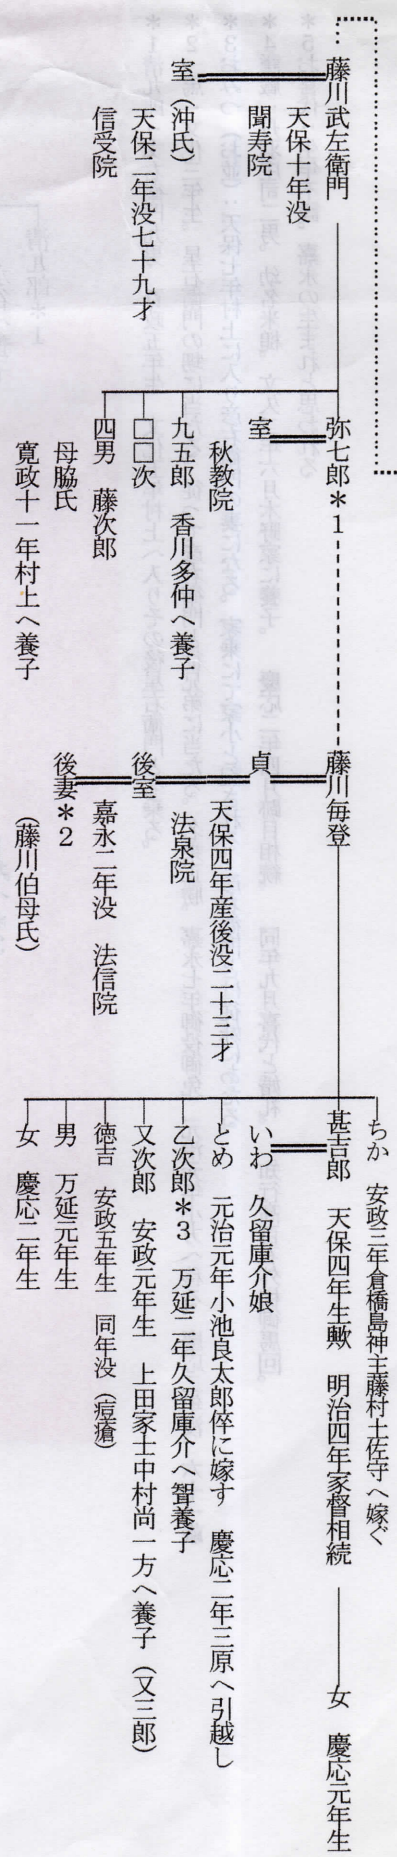 藤川武左衛門
天保十年没
聞寿院
室（沖氏）
天保二年没七十九才
信受院
弥七郎＊1
室
秋教院
九五郎　香川多仲へ養子
□□次
四男　藤次郎
母脇氏
寛政十一年村上へ養子
藤川毎登
貞
天保四年産後没二十三才
法泉院
後室
嘉永二年没　法信院
後妻＊2
（藤川伯母氏）
ちか　安政三年倉橋島神主藤村土佐守へ嫁ぐ
甚吉郎　天保四年生歟　明治四年家督相続
女　慶応元年生
いわ　久留庫介娘
とめ　元治元年小池良太郎倅に嫁す　慶応二年三原へ引越し
乙次郎＊3　万延二年久留庫介へ聟養子
又次郎　安政元年生　上田家士中村尚一方へ養子（又三郎）
徳吉　安政五年生　同年没（痘瘡）
男　万延元年生
女　慶応二年生